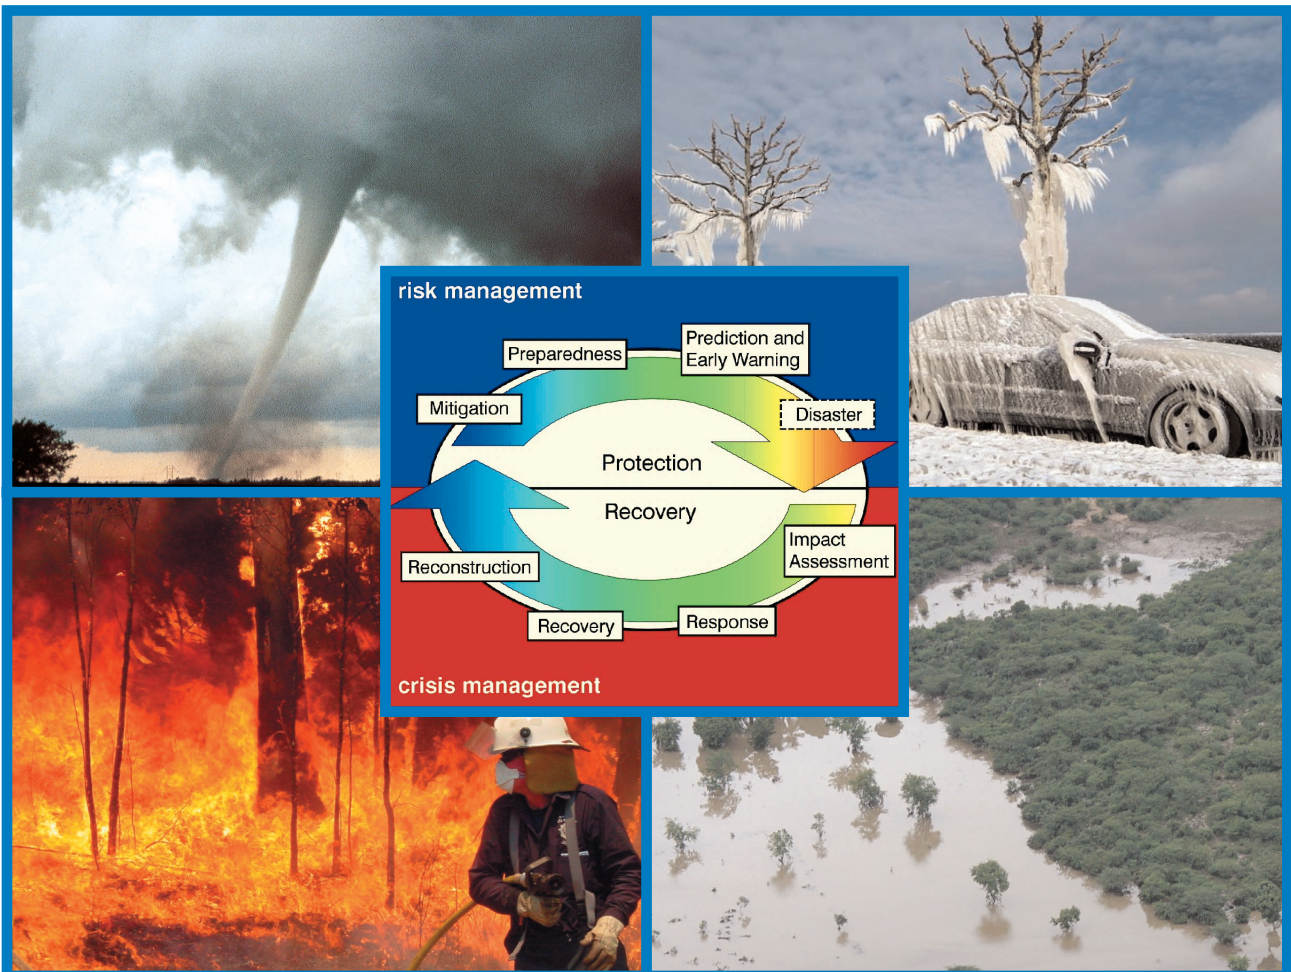 risk management
Preparedness
Prediction and
Early Warning
Mitigation
Disaster
Protection
Recovery
Impact
Assessment
Reconstruction
Recovery
Response
crisis management